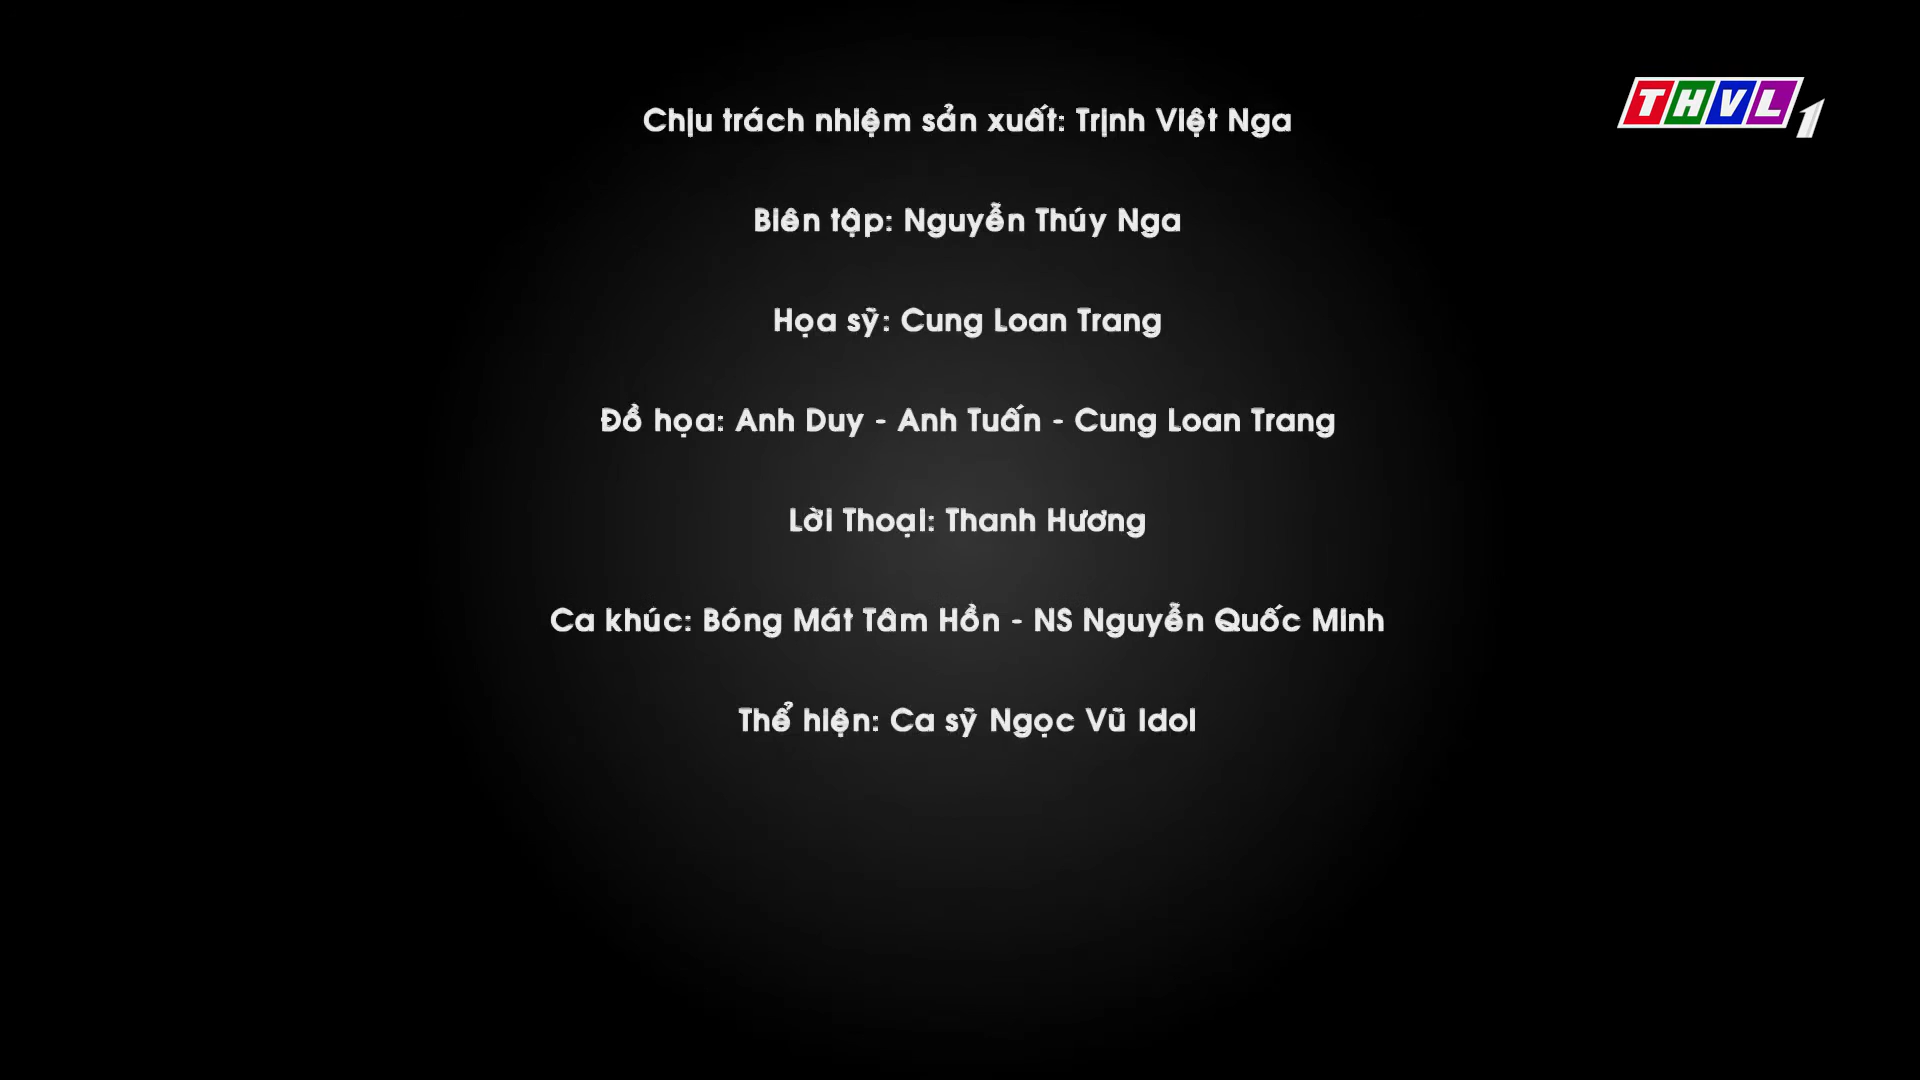 THVL1
Chịu trách nhiệm sản xuất: Trịnh Việt Nga
Biên tập: Nguyễn Thúy Nga
Họa sỹ: Cung Loan Trang
Đồ họa: Anh Duy - Anh Tuấn - Cung Loan Trang
Lời Thoại: Thanh Hương
Ca khúc: Bóng Mát Tâm Hồn - NS Nguyễn Quốc Minh
Thể hiện: Ca sỹ Ngọc Vũ Idol